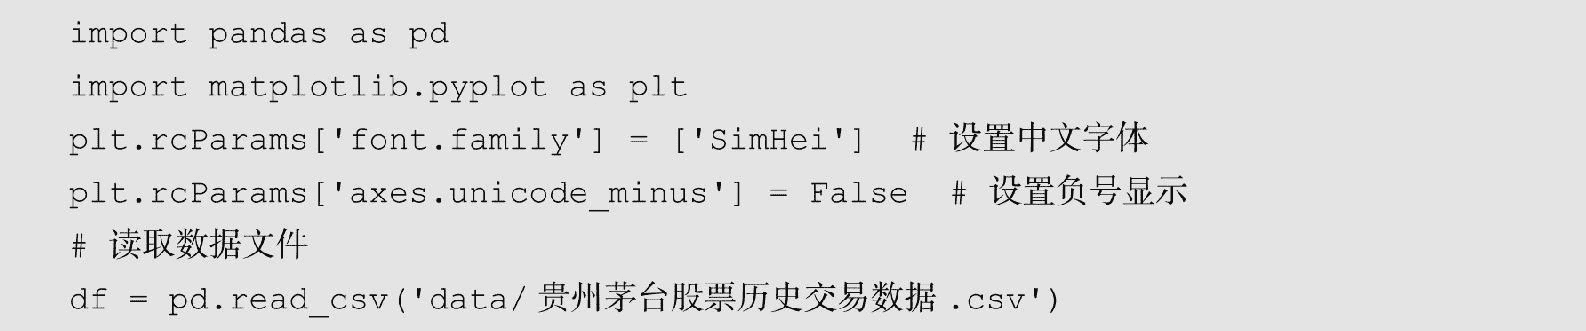 import pandas as pd
import matplotlib.pyplot as plt
plt.rcParams['font.family'] = ['SimHei']  # 设置中文字体
plt.rcParams['axes.unicode_minus'] = False  # 设置负号显示
# 读取数据文件
df = pd.read_csv('data/贵州茅台股票历史交易数据.csv')